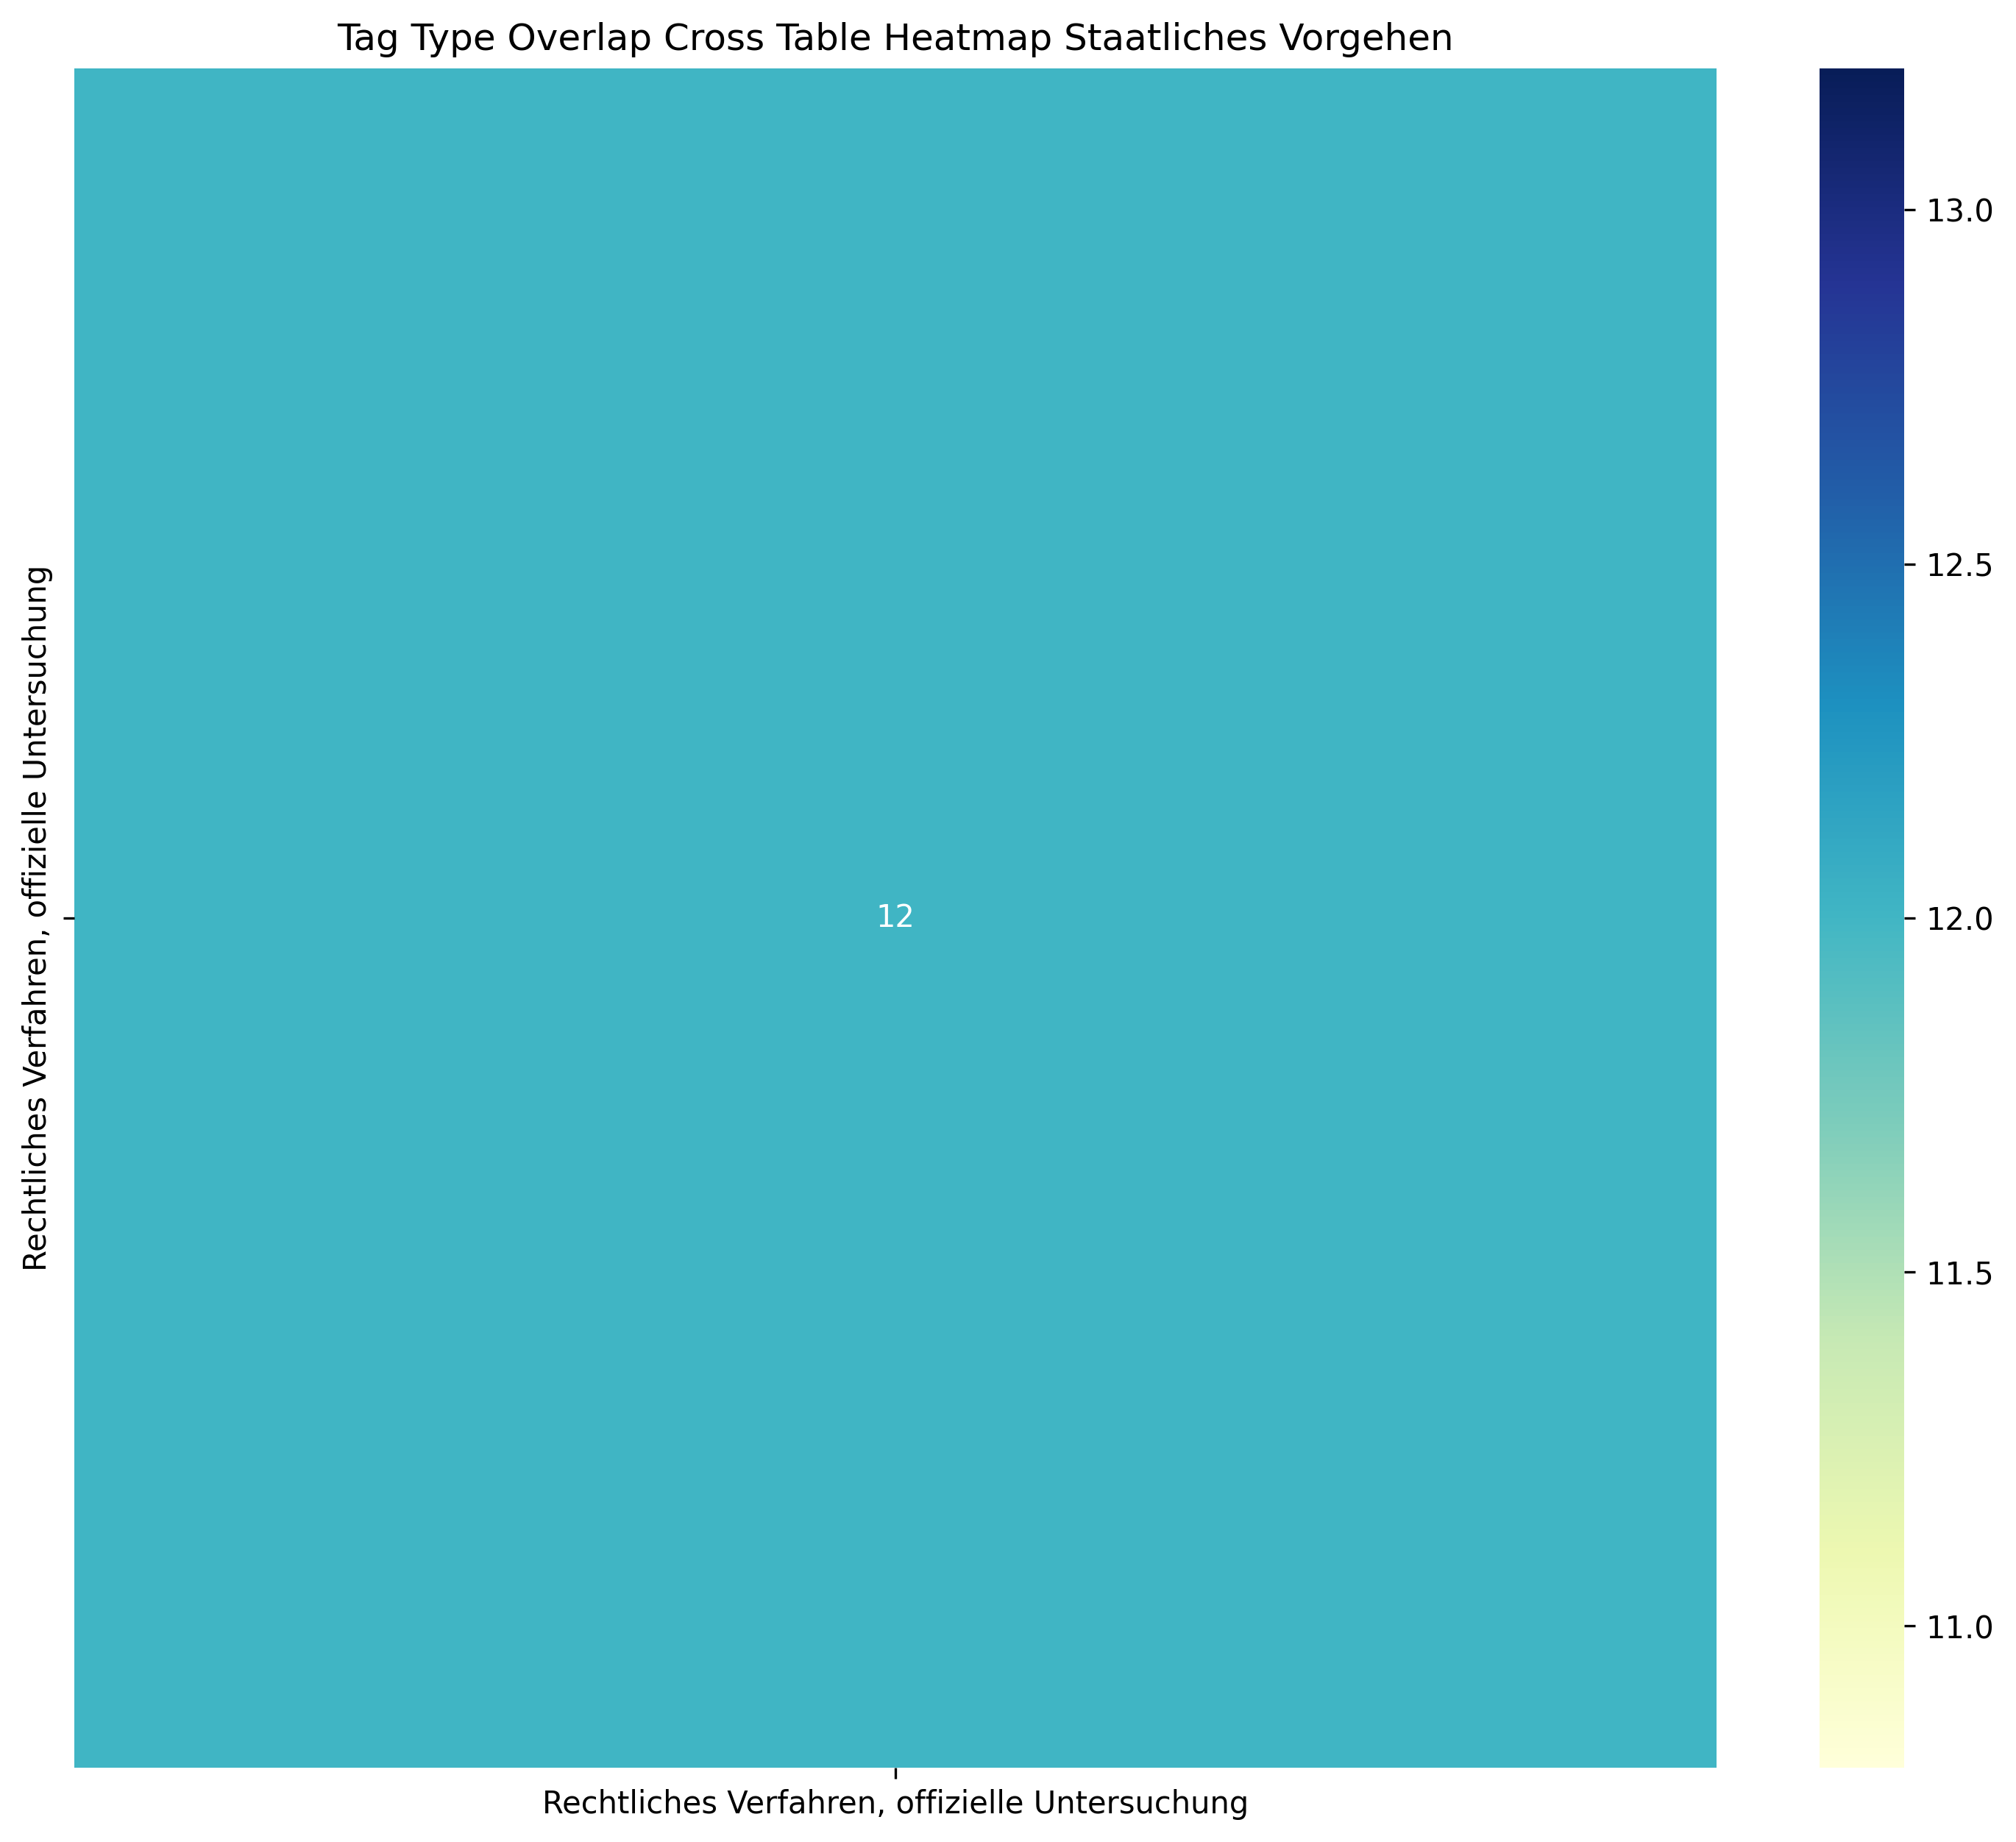 Tag Type Overlap Cross Table Heatmap Staatliches Vorgehen
Rechtliches Verfahren, offizielle Untersuchung
12
Rechtliches Verfahren, offizielle Untersuchung
13.0
12.5
12.0
11.5
11.0